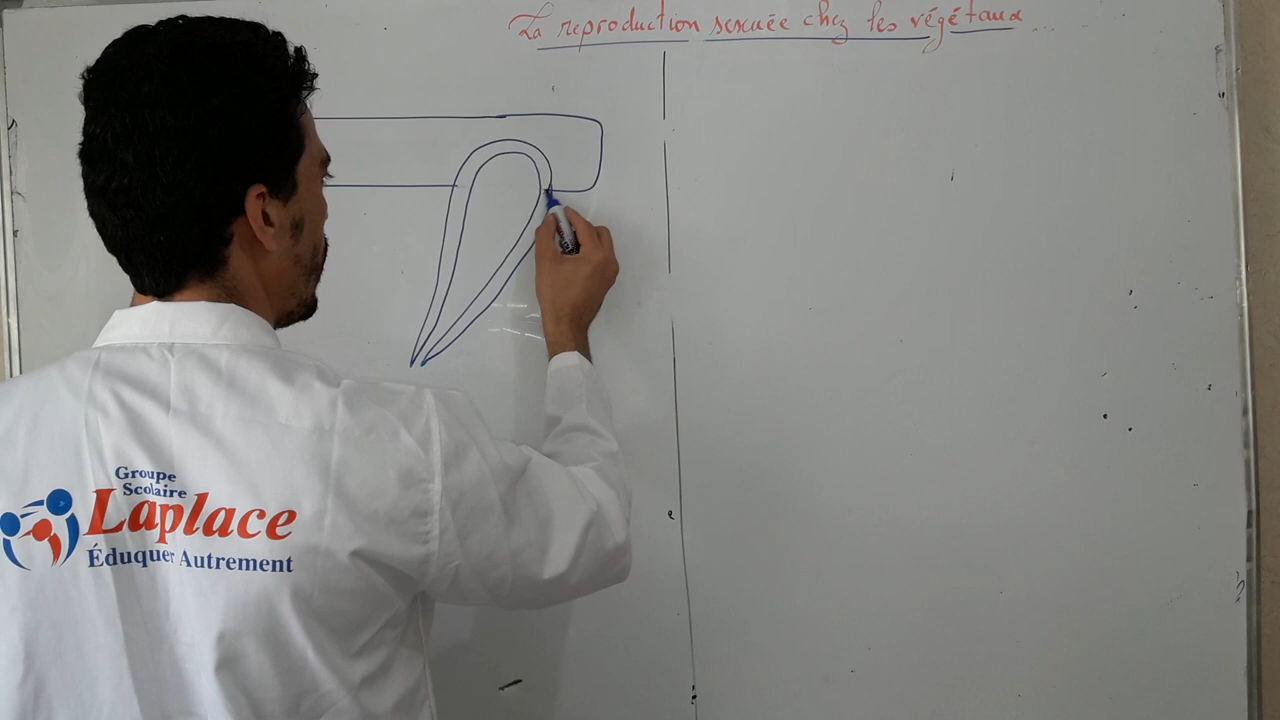 La reproduction sexuée chez les végétaux ...
Groupe
Scolaire
Laplace
Éduquer Autrement